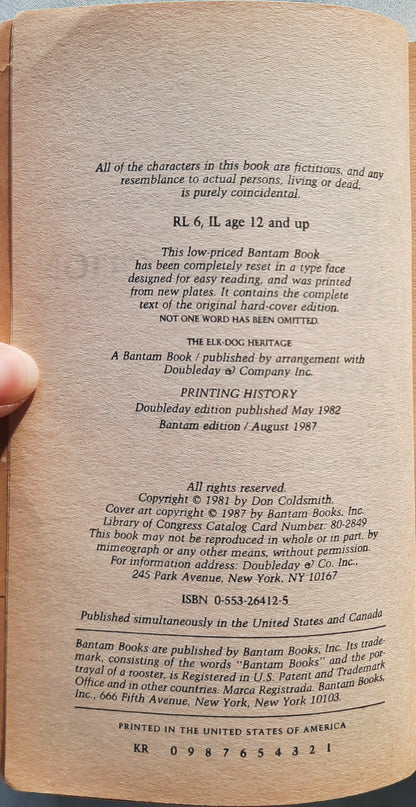 All of the characters in this book are fictitious, and any
resemblance to actual persons, living or dead,
is purely coincidental.
RL 6, IL age 12 and up
This low-priced Bantam Book
has been completely reset in a type face
designed for easy reading, and was printed
from new plates. It contains the complete
text of the original hard-cover edition.
NOT ONE WORD HAS BEEN OMITTED.
THE ELK-DOG HERITAGE
A Bantam Book / published by arrangement with
Doubleday & Company Inc.
PRINTING HISTORY
Doubleday edition published May 1982
Bantam edition / August 1987
All rights reserved.
Copyright © 1981 by Don Coldsmith.
Cover art copyright © 1987 by Bantam Books, Inc.
Library of Congress Catalog Card Number: 80-2849
This book may not be reproduced in whole or in part, by
mimeograph or any other means, without permission.
For information address: Doubleday & Co. Inc.,
245 Park Avenue, New York, NY 10167
ISBN 0-553-26412-5
Published simultaneously in the United States and Canada
Bantam Books are published by Bantam Books, Inc. Its trade-
mark, consisting of the words "Bantam Books" and the por-
trayal of a rooster, is Registered in U.S. Patent and Trademark
Office and in other countries. Marca Registrada. Bantam Books,
Inc., 666 Fifth Avenue, New York, New York 10103.
PRINTED IN THE UNITED STATES OF AMERICA
KR 0 9 8 7 6 5 4 3 2 1